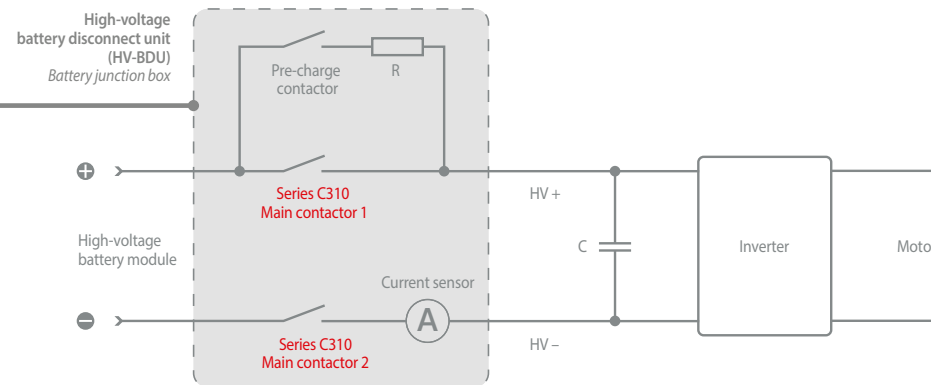 High-voltage
battery disconnect unit
(HV-BDU)
Battery junction box
Pre-charge
contactor
R
+
Series C310
Main contactor 1
HV +
High-voltage
battery module
C
Inverter
Moto
Current sensor
A
−
Series C310
Main contactor 2
HV –